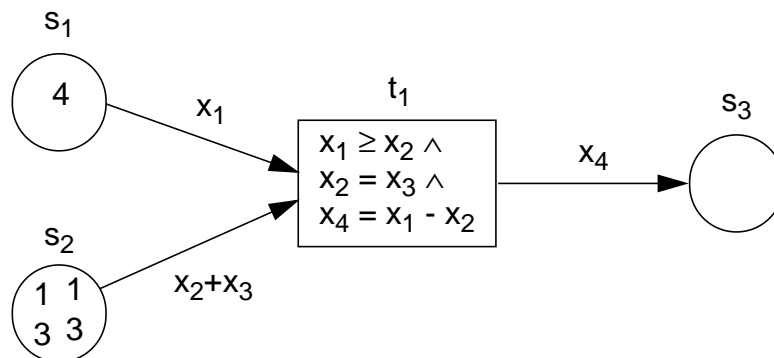 s₁
4
x₁
t₁
x₁ ≥ x₂ ∧
x₂ = x₃ ∧
x₄ = x₁ - x₂
x₄
s₃
s₂
1 1
3 3
x₂+x₃